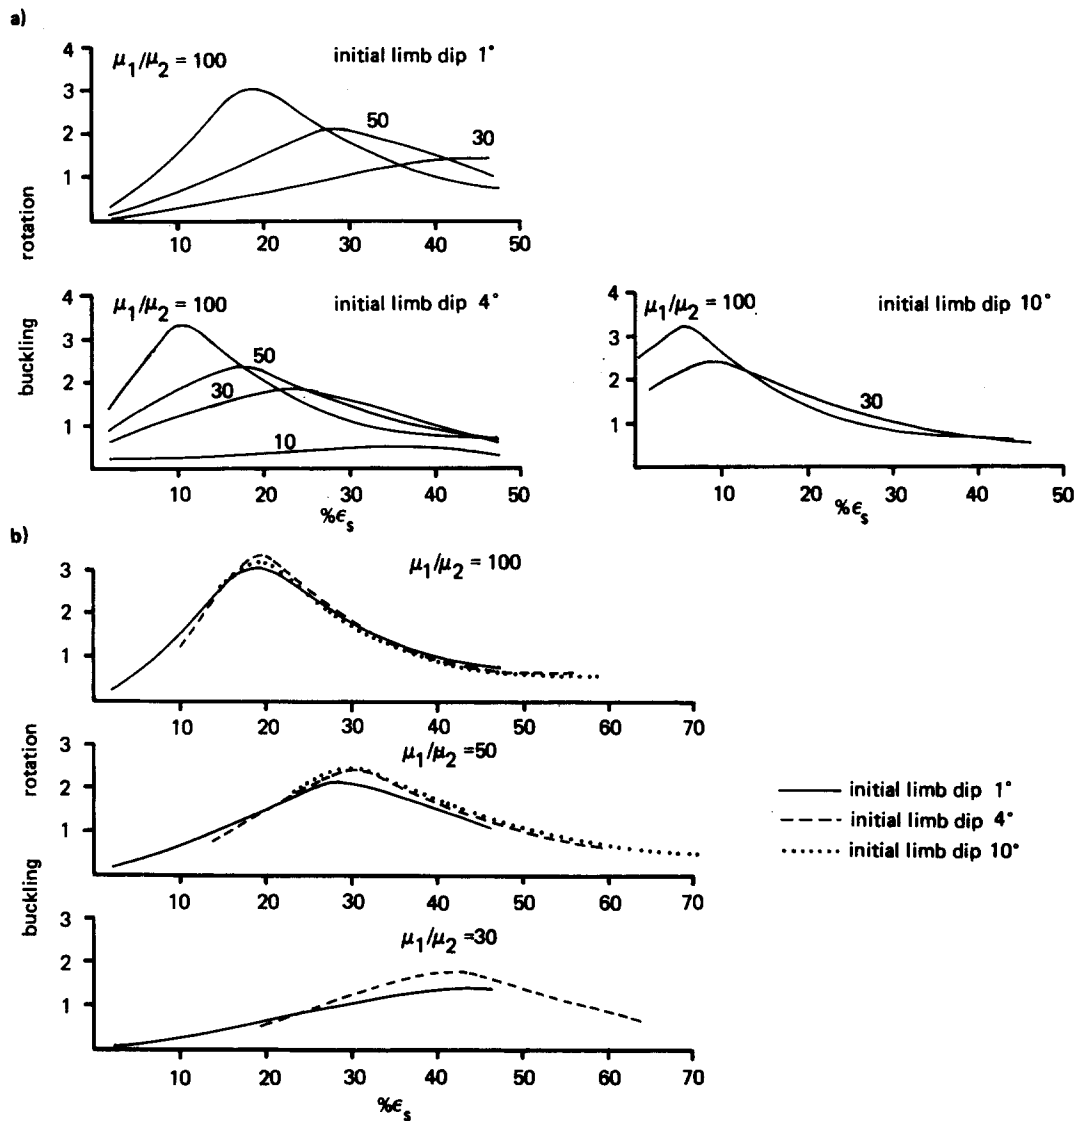 a)
μ₁/μ₂ = 100 initial limb dip 1°
4
3
2
1
50
30
10 20 30 40 50
rotation
buckling
μ₁/μ₂ = 100 initial limb dip 4°
4
3
2
1
50
30
10
10 20 30 40 50
%ϵₛ
μ₁/μ₂ = 100 initial limb dip 10°
4
3
2
1
30
10 20 30 40 50
%ϵₛ
b)
μ₁/μ₂ = 100
3
2
1
10 20 30 40 50 60 70
rotation
buckling
μ₁/μ₂ =50
3
2
1
10 20 30 40 50 60 70
initial limb dip 1°
initial limb dip 4°
initial limb dip 10°
μ₁/μ₂ =30
3
2
1
10 20 30 40 50 60 70
%ϵₛ